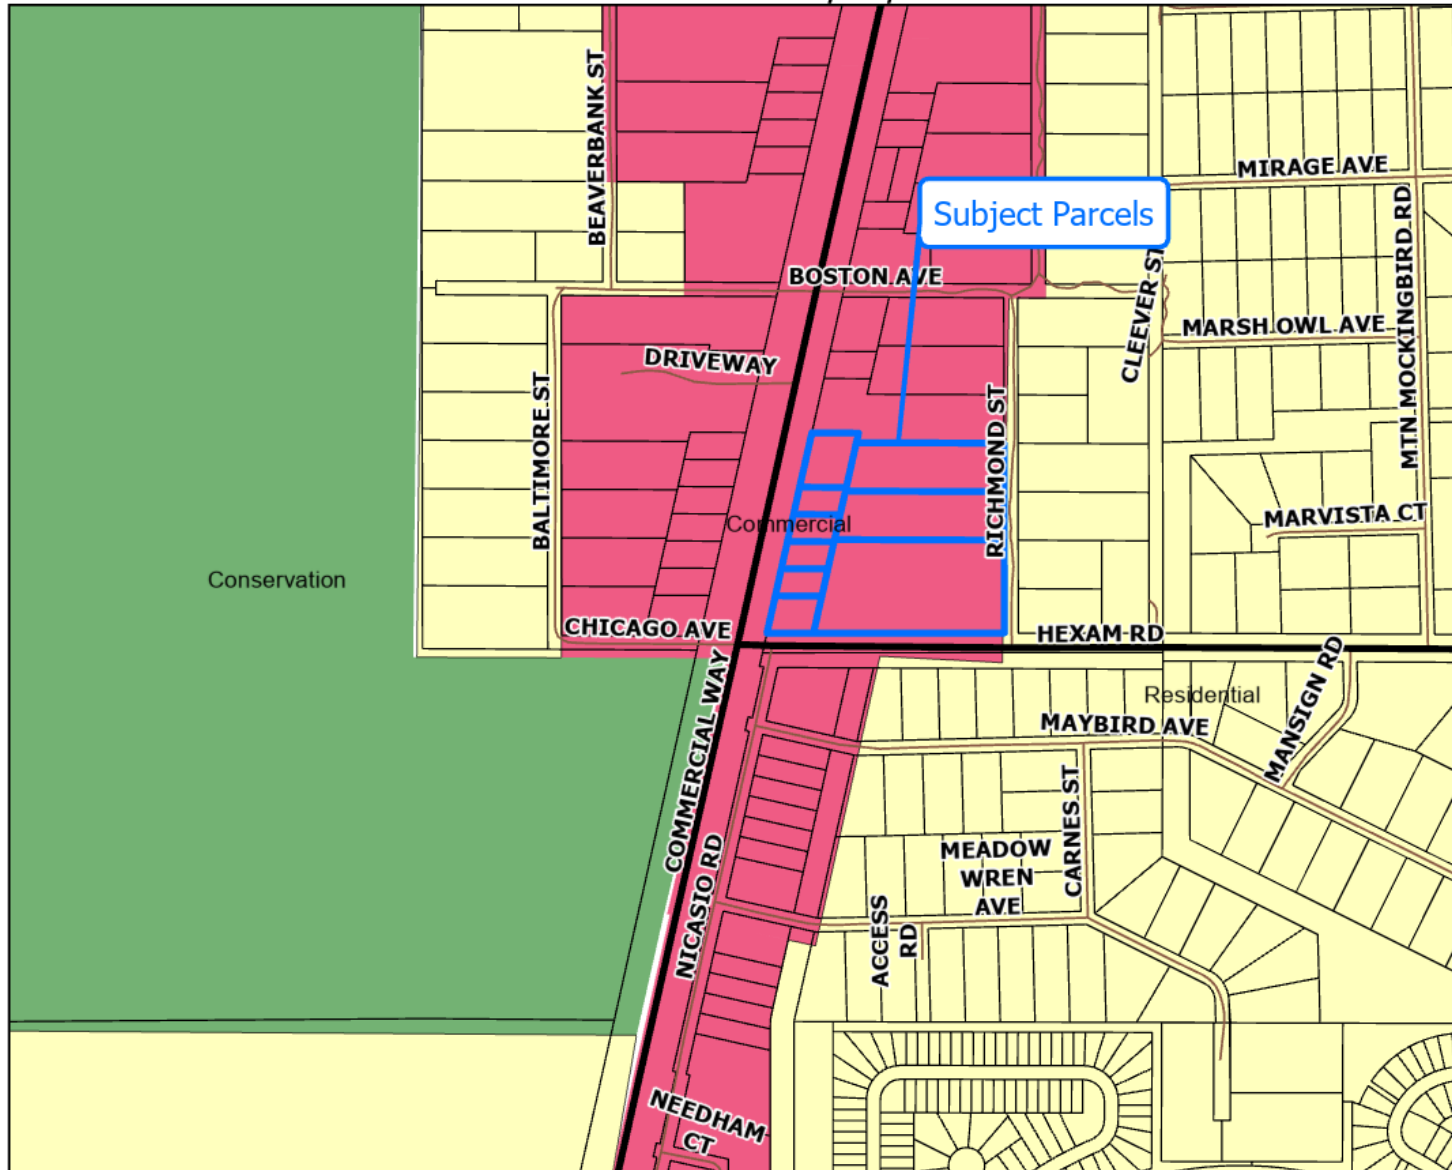 BEAVERBANK ST
MIRAGE AVE
Subject Parcels
MTN MOCKINGBIRD RD
BOSTON AVE
CLEEVER ST
MARSH OWL AVE
DRIVEWAY
BALTIMORE ST
RICHMOND ST
MARVISTA CT
Commercial
Conservation
CHICAGO AVE
HEXAM RD
COMMERCIAL WAY
Residential
MANSIGN RD
MAYBIRD AVE
CARNES ST
NICASIO RD
MEADOW
WREN
AVE
ACCESS
RD
NEEDHAM
CT